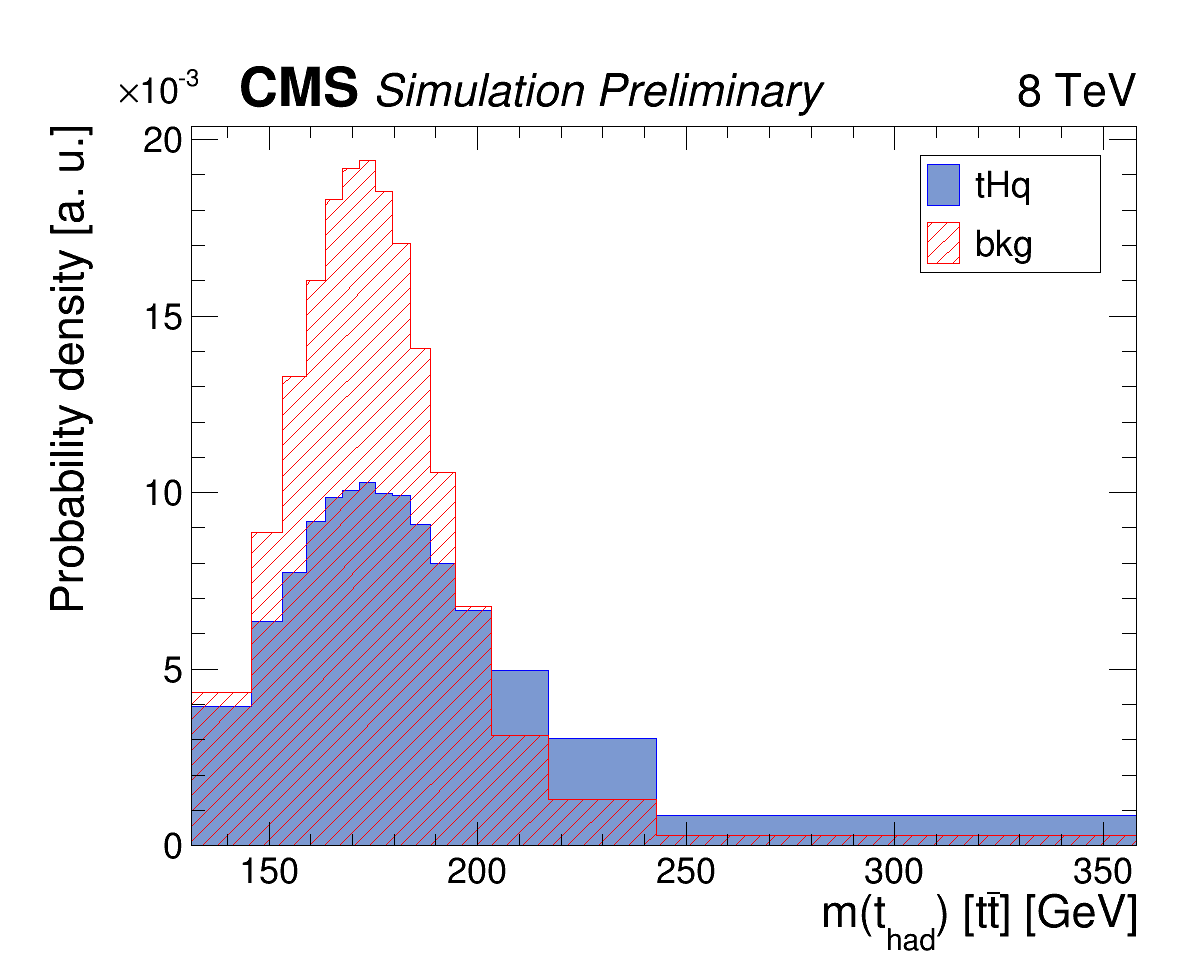 ×10⁻³ CMS Simulation Preliminary 8 TeV
Probability density [a. u.]
20
15
10
5
0
tHq
bkg
150 200 250 300 350
m(t_had) [tt̄] [GeV]